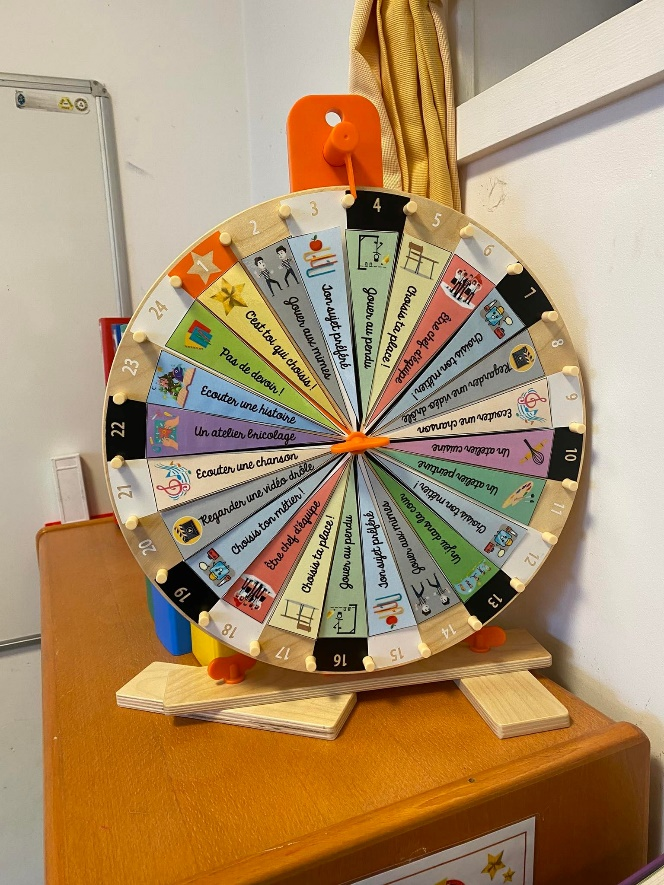 1
C'est toi qui choisis !
2
Jouer aux mimes
3
Ton sujet préféré
4
Jouer au pendu
5
Choisis ta place !
6
Être chef d'équipe
7
Choisis ton métier !
8
Regarder une vidéo drôle
9
Ecouter une chanson
10
Un atelier cuisine
11
Un atelier peinture
12
Choisis ton métier !
13
Un jeu dans la cour
14
Jouer aux mimes
15
Ton sujet préféré
16
Jouer au pendu
17
Choisis ta place !
18
Être chef d'équipe
19
Choisis ton métier !
20
Regarder une vidéo drôle
21
Ecouter une chanson
22
Un atelier bricolage
23
Ecouter une histoire
24
Pas de devoir !